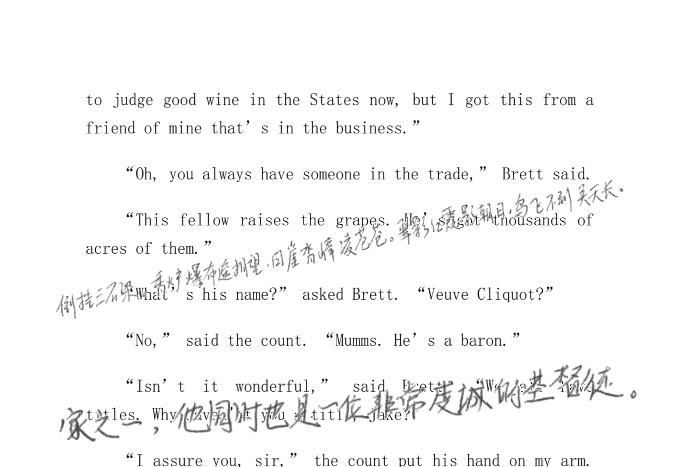 to judge good wine in the States now, but I got this from a
friend of mine that's in the business.”
“Oh, you always have someone in the trade,” Brett said.
“This fellow raises the grapes. He's got thousands of
acres of them.”
倒挂三石梁。香炉瀑布遥相望，回崖沓嶂凌苍苍。翠影红霞映朝日，鸟飞不到吴天长。
“What's his name?” asked Brett. “Veuve Cliquot?”
“No,” said the count. “Mumms. He's a baron.”
“Isn't it wonderful,” said Brett. “We all have
titles. Why haven't you a title, Jake?”
家之一，他同时也是一位非常虔诚的基督徒。
“I assure you, sir,” the count put his hand on my arm.